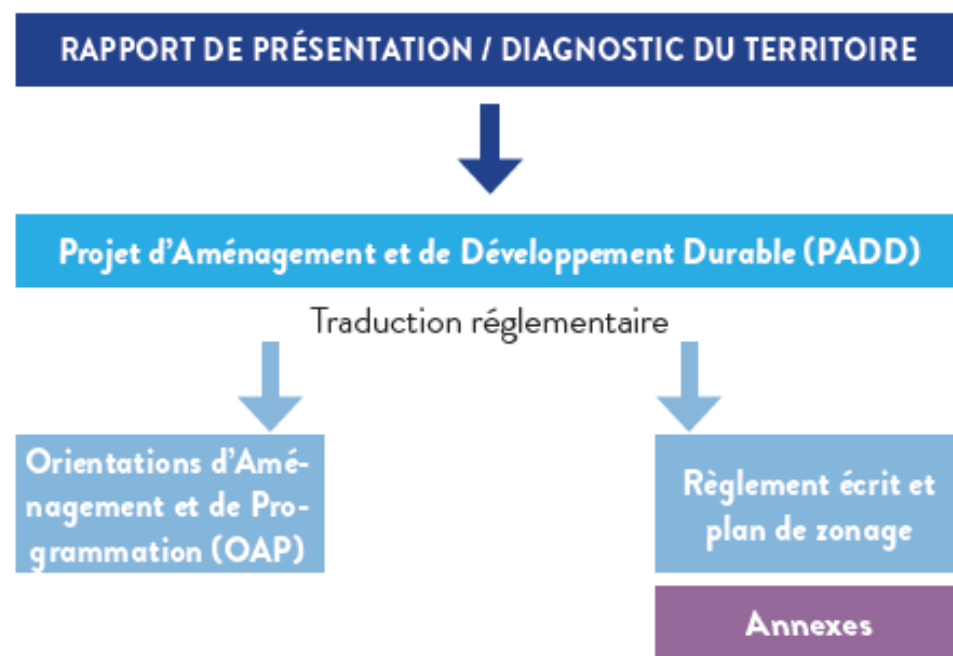 RAPPORT DE PRÉSENTATION / DIAGNOSTIC DU TERRITOIRE
Projet d’Aménagement et de Développement Durable (PADD)
Traduction réglementaire
Orientations d’Amé-
nagement et de Pro-
grammation (OAP)
Règlement écrit et
plan de zonage
Annexes